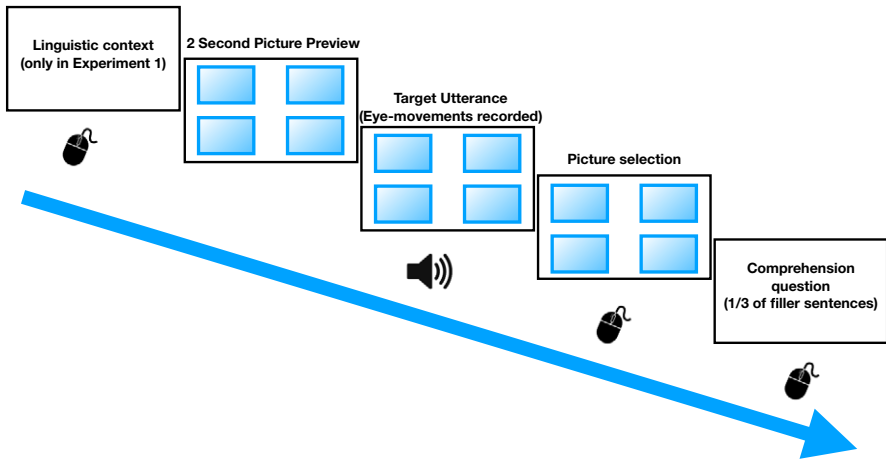 Linguistic context
(only in Experiment 1)
2 Second Picture Preview
Target Utterance
(Eye-movements recorded)
Picture selection
Comprehension
question
(1/3 of filler sentences)